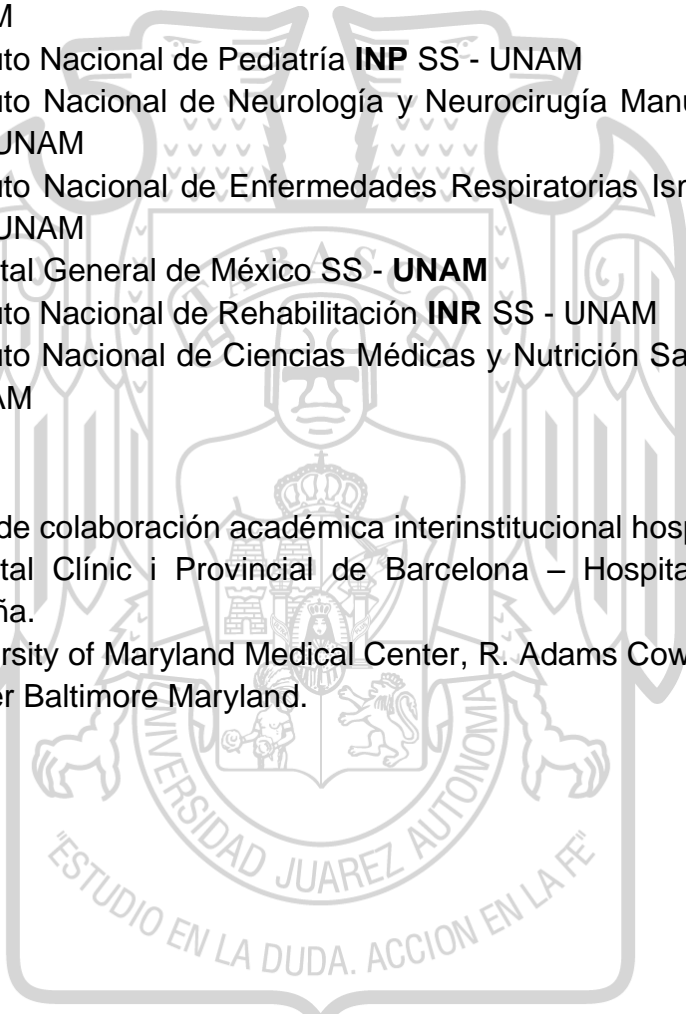 M
uto Nacional de Pediatría INP SS - UNAM
uto Nacional de Neurología y Neurocirugía Manu
UNAM
uto Nacional de Enfermedades Respiratorias Isr
UNAM
tal General de México SS - UNAM
uto Nacional de Rehabilitación INR SS - UNAM
uto Nacional de Ciencias Médicas y Nutrición Sa
AM
de colaboración académica interinstitucional hosp
tal Clínic i Provincial de Barcelona – Hospita
ña.
ersity of Maryland Medical Center, R. Adams Cow
er Baltimore Maryland.
TABASCO
UNIVERSIDAD JUAREZ AUTONOMA
"ESTUDIO EN LA DUDA. ACCION EN LA FE"